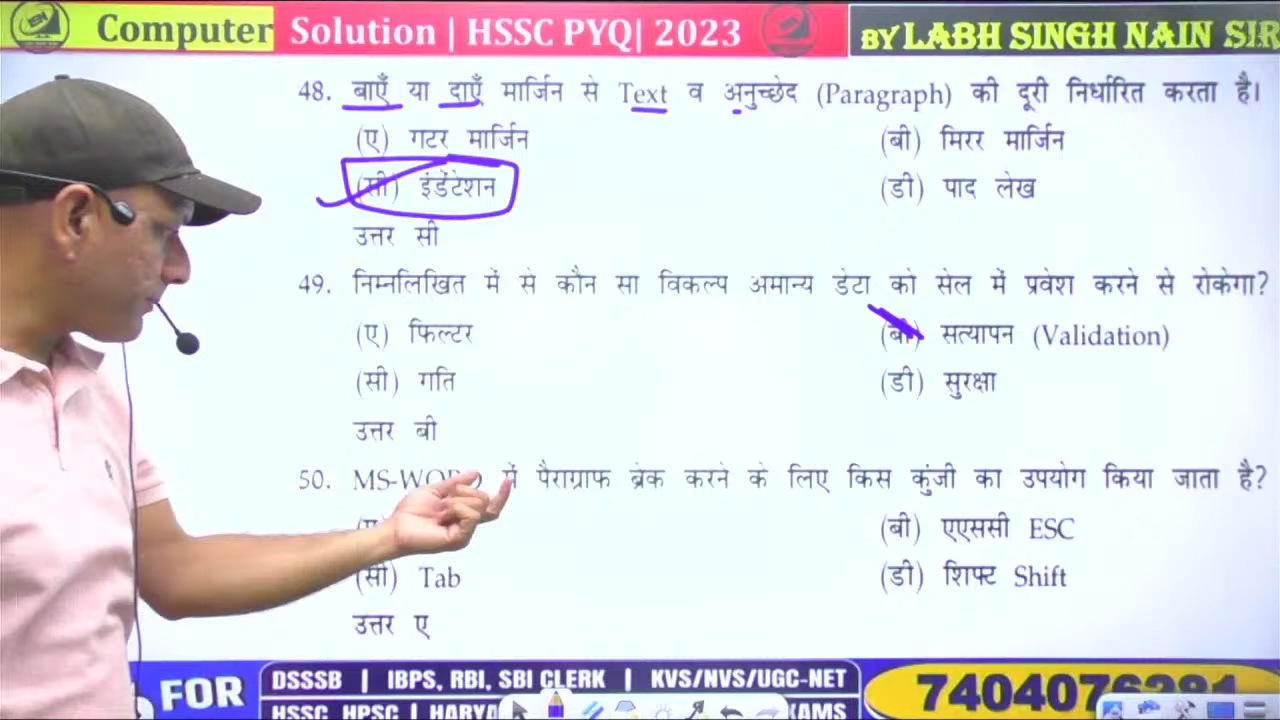 Computer Solution | HSSC PYQ| 2023
BY LABH SINGH NAIN SIR
48. बाएँ या दाएँ मार्जिन से Text व अनुच्छेद (Paragraph) की दूरी निर्धारित करता है।
(ए) गटर मार्जिन (बी) मिरर मार्जिन
(सी) इंडेंटेशन (डी) पाद लेख
उत्तर सी
49. निम्नलिखित में से कौन सा विकल्प अमान्य डेटा को सेल में प्रवेश करने से रोकेगा?
(ए) फिल्टर (बी) सत्यापन (Validation)
(सी) गति (डी) सुरक्षा
उत्तर बी
50. MS-WORD में पैराग्राफ ब्रेक करने के लिए किस कुंजी का उपयोग किया जाता है?
(बी) एएससी ESC
(सी) Tab (डी) शिफ्ट Shift
उत्तर ए
FOR
DSSSB | IBPS, RBI, SBI CLERK | KVS/NVS/UGC-NET
HSSC, HPSC |
7404076281